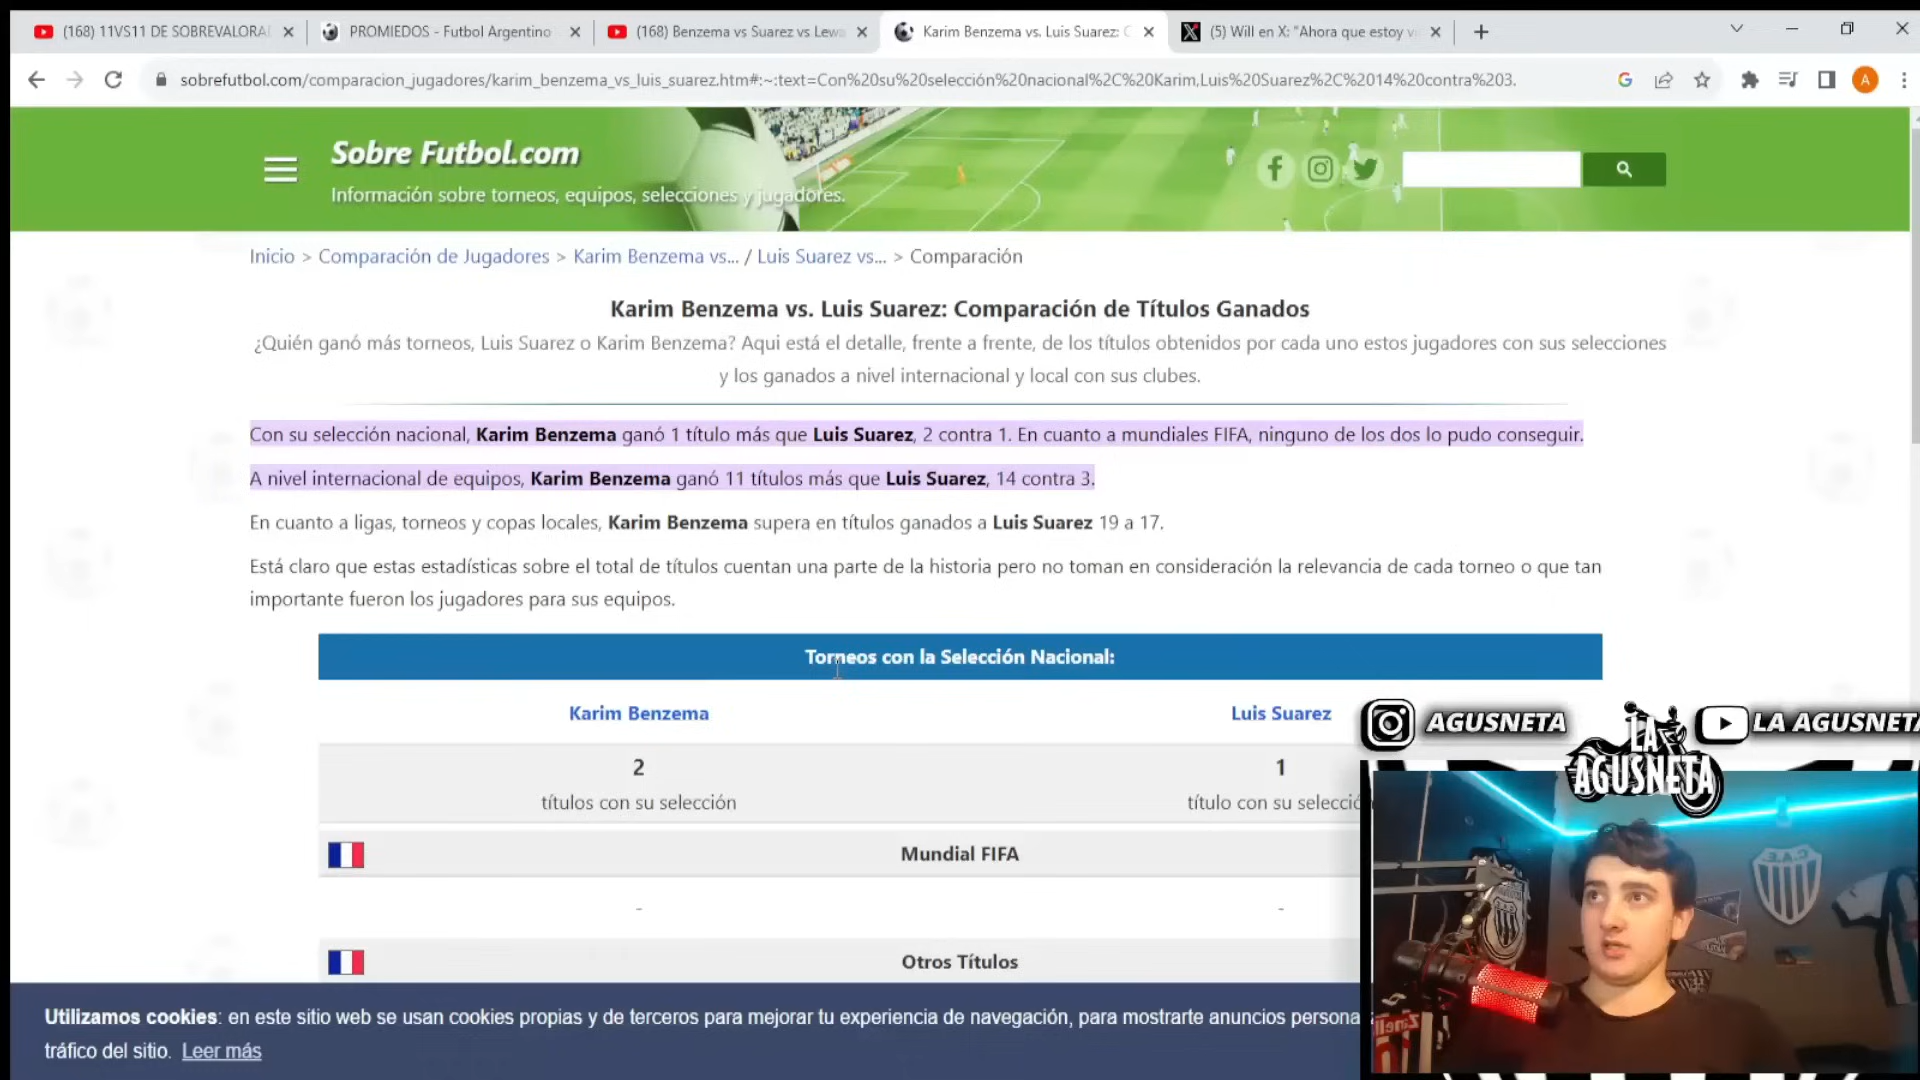 (168) 11VS11 DE SOBREVALORA
PROMIEDOS - Futbol Argentino
(168) Benzema vs Suarez vs Lewa
Karim Benzema vs. Luis Suarez: C
(5) Will en X: "Ahora que estoy v
sobrefutbol.com/comparacion_jugadores/karim_benzema_vs_luis_suarez.htm#:~:text=Con%20su%20selección%20nacional%2C%20Karim,Luis%20Suarez%2C%2014%20contra%203.
A
Sobre Futbol.com
Información sobre torneos, equipos, selecciones y jugadores.
Inicio > Comparación de Jugadores > Karim Benzema vs... / Luis Suarez vs... > Comparación
Karim Benzema vs. Luis Suarez: Comparación de Títulos Ganados
¿Quién ganó más torneos, Luis Suarez o Karim Benzema? Aqui está el detalle, frente a frente, de los títulos obtenidos por cada uno estos jugadores con sus selecciones
y los ganados a nivel internacional y local con sus clubes.
Con su selección nacional, Karim Benzema ganó 1 título más que Luis Suarez, 2 contra 1. En cuanto a mundiales FIFA, ninguno de los dos lo pudo conseguir.
A nivel internacional de equipos, Karim Benzema ganó 11 títulos más que Luis Suarez, 14 contra 3.
En cuanto a ligas, torneos y copas locales, Karim Benzema supera en títulos ganados a Luis Suarez 19 a 17.
Está claro que estas estadísticas sobre el total de títulos cuentan una parte de la historia pero no toman en consideración la relevancia de cada torneo o que tan
importante fueron los jugadores para sus equipos.
Torneos con la Selección Nacional:
Karim Benzema
Luis Suarez
2
1
títulos con su selección
título con su selección
Mundial FIFA
-
-
Otros Títulos
Utilizamos cookies: en este sitio web se usan cookies propias y de terceros para mejorar tu experiencia de navegación, para mostrarte anuncios persona
tráfico del sitio. Leer más
AGUSNETA
LA AGUSNETA
LA
AGUSNETA
C.A.E.